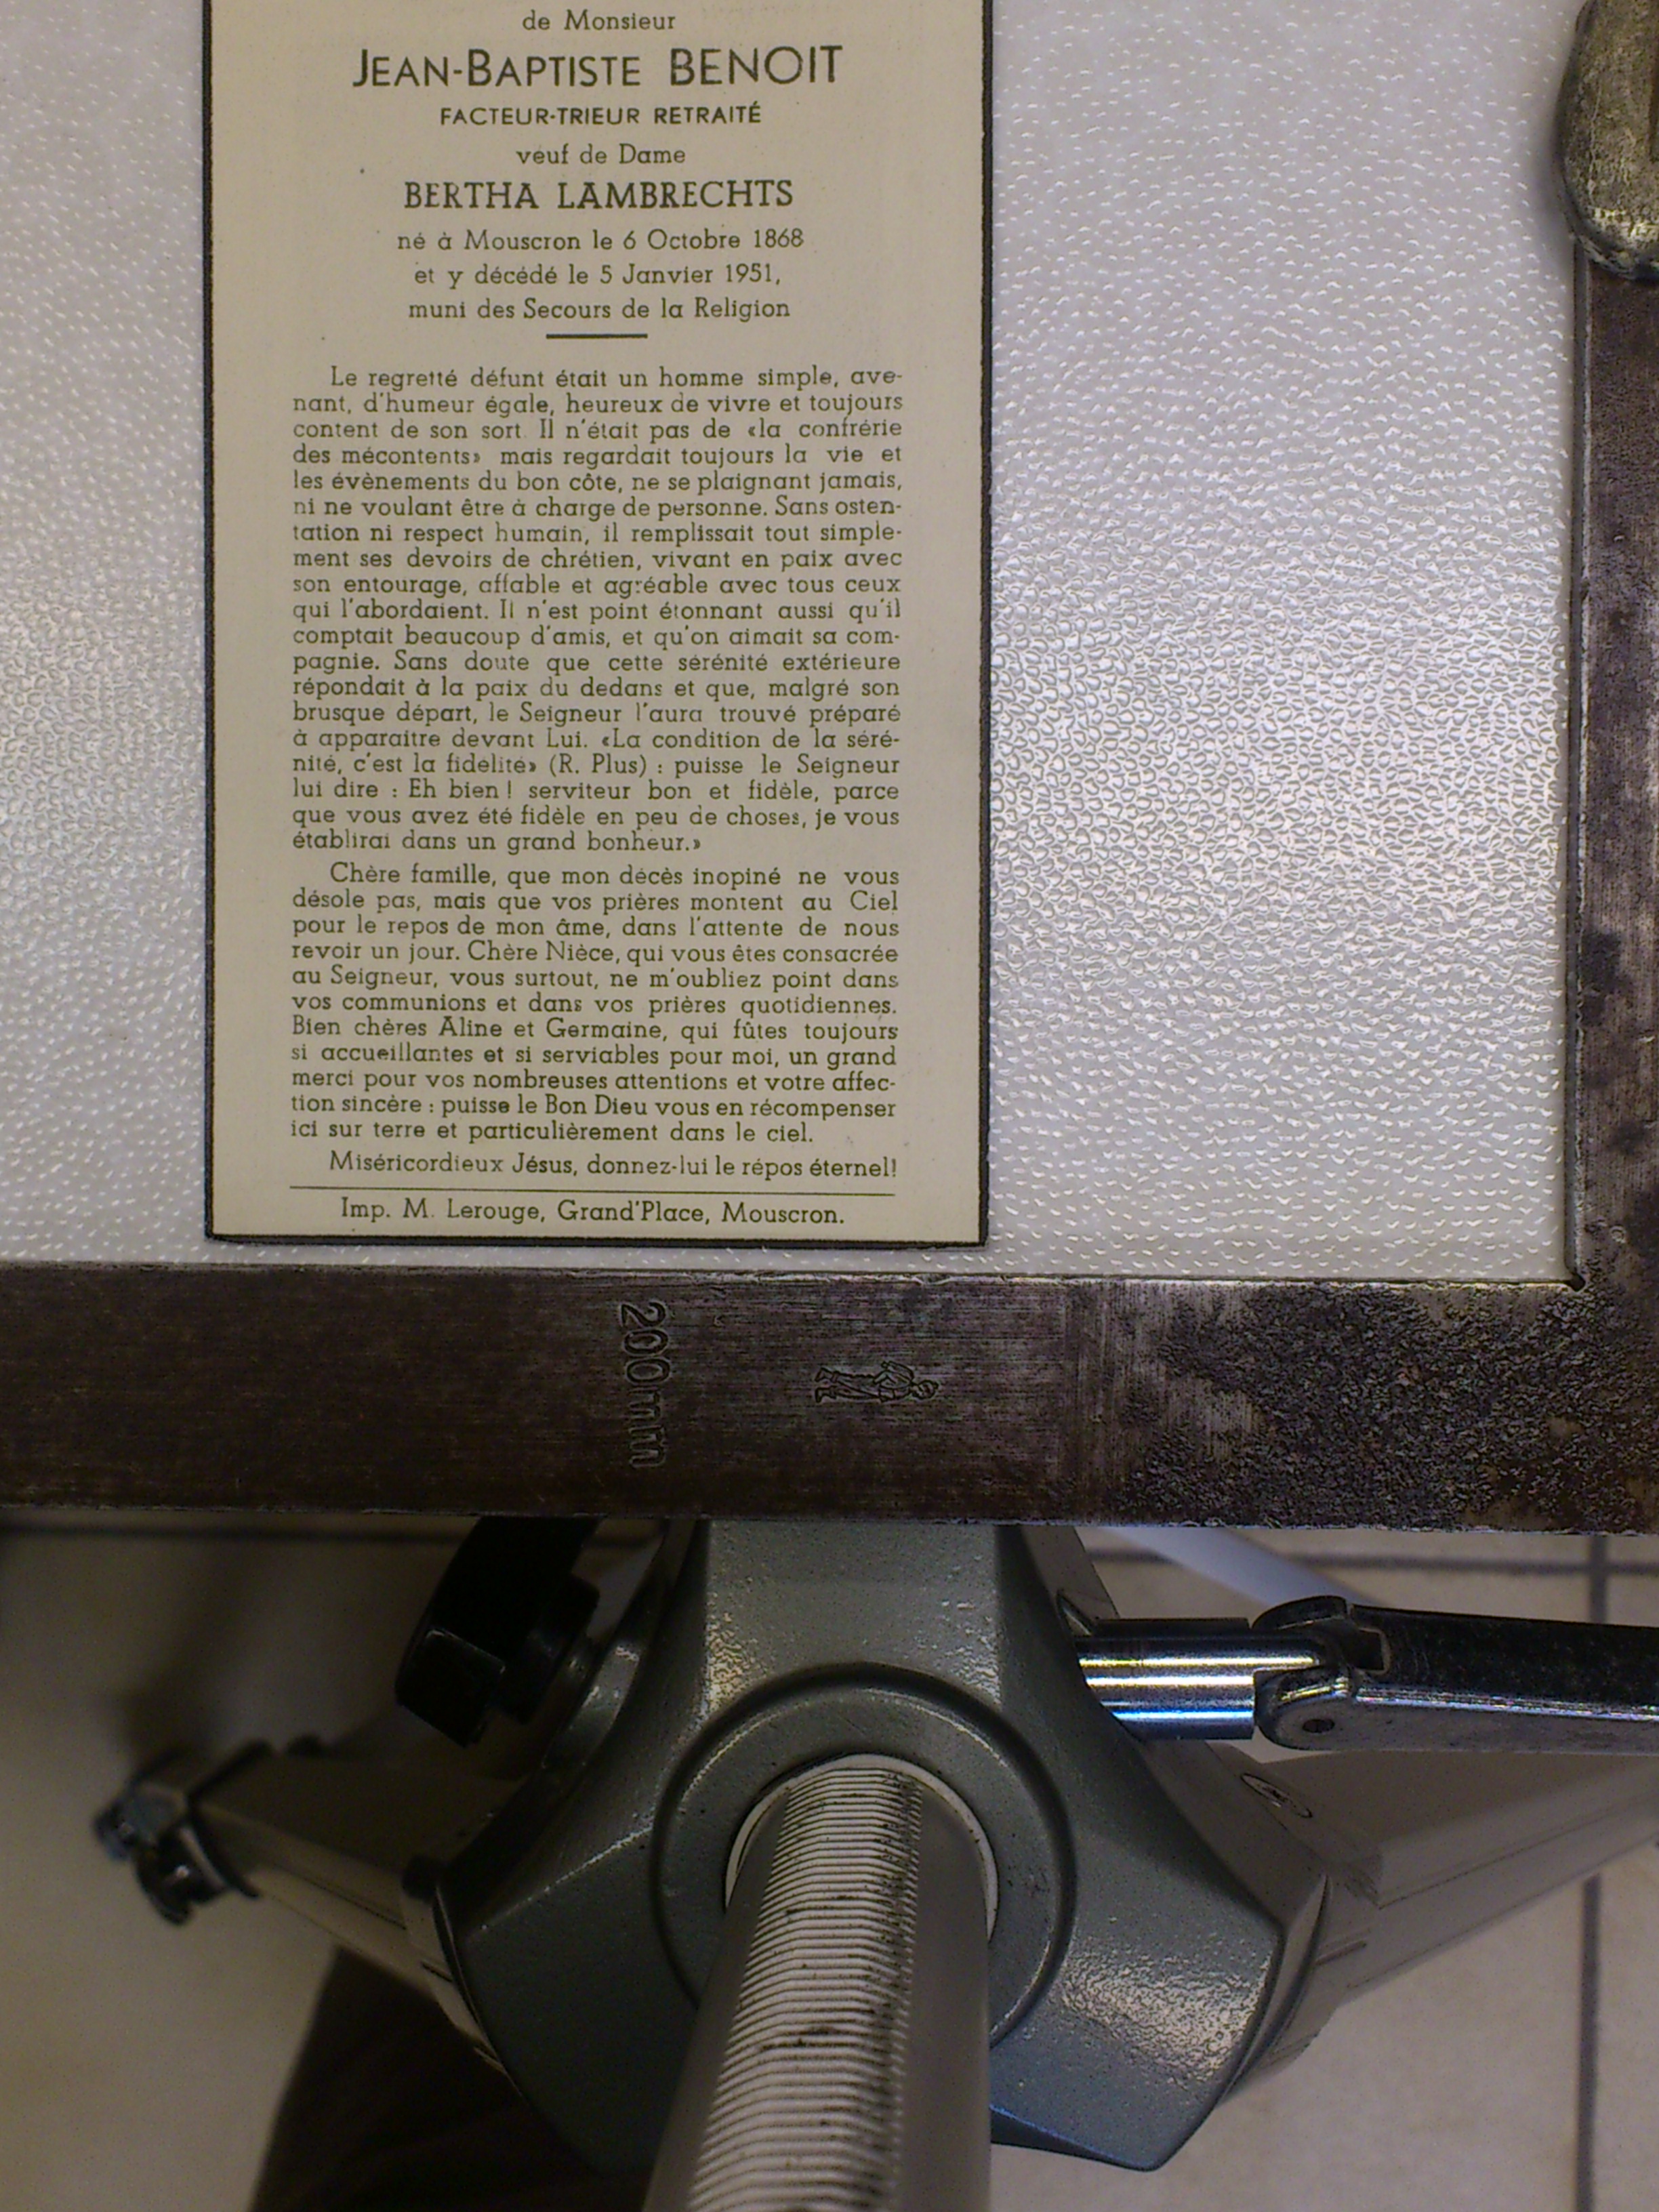 de Monsieur
JEAN-BAPTISTE BENOIT
FACTEUR-TRIEUR RETRAITÉ
veuf de Dame
BERTHA LAMBRECHTS
né à Mouscron le 6 Octobre 1868
et y décédé le 5 Janvier 1951,
muni des Secours de la Religion
Le regretté défunt était un homme simple, ave-
nant, d'humeur égale, heureux de vivre et toujours
content de son sort. Il n'était pas de «la confrérie
des mécontents» mais regardait toujours la vie et
les évènements du bon côte, ne se plaignant jamais,
ni ne voulant être à charge de personne. Sans osten-
tation ni respect humain, il remplissait tout simple-
ment ses devoirs de chrétien, vivant en paix avec
son entourage, affable et agréable avec tous ceux
qui l'abordaient. Il n'est point étonnant aussi qu'il
comptait beaucoup d'amis, et qu'on aimait sa com-
pagnie. Sans doute que cette sérénité extérieure
répondait à la paix du dedans et que, malgré son
brusque départ, le Seigneur l'aura trouvé préparé
à apparaitre devant Lui. «La condition de la séré-
nité, c'est la fidelité» (R. Plus) : puisse le Seigneur
lui dire : Eh bien ! serviteur bon et fidèle, parce
que vous avez été fidèle en peu de choses, je vous
établirai dans un grand bonheur.»
Chère famille, que mon décès inopiné ne vous
désole pas, mais que vos prières montent au Ciel
pour le repos de mon âme, dans l'attente de nous
revoir un jour. Chère Nièce, qui vous êtes consacrée
au Seigneur, vous surtout, ne m'oubliez point dans
vos communions et dans vos prières quotidiennes.
Bien chères Aline et Germaine, qui fûtes toujours
si accueillantes et si serviables pour moi, un grand
merci pour vos nombreuses attentions et votre affec-
tion sincère : puisse le Bon Dieu vous en récompenser
ici sur terre et particulièrement dans le ciel.
Miséricordieux Jésus, donnez-lui le répos éternel!
Imp. M. Lerouge, Grand'Place, Mouscron.
200mm